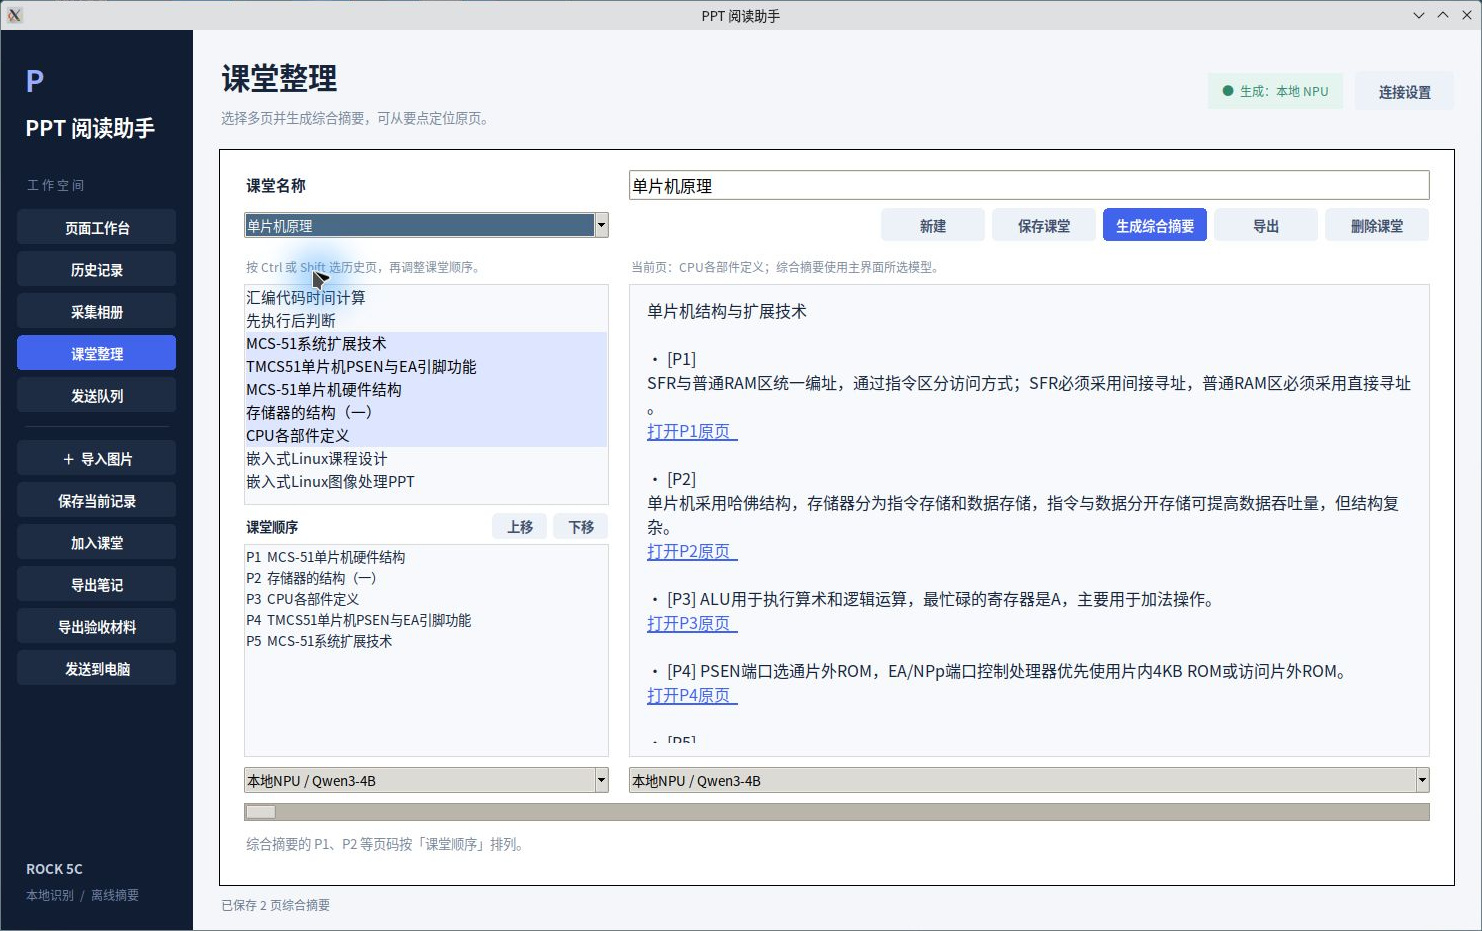 PPT 阅读助手
P
PPT 阅读助手
工作空间
页面工作台
历史记录
采集相册
课堂整理
发送队列
＋ 导入图片
保存当前记录
加入课堂
导出笔记
导出验收材料
发送到电脑
ROCK 5C
本地识别 / 离线摘要
课堂整理
选择多页并生成综合摘要，可从要点定位原页。
生成：本地 NPU
连接设置
课堂名称
单片机原理
单片机原理
新建
保存课堂
生成综合摘要
导出
删除课堂
按 Ctrl 或 Shift 选历史页，再调整课堂顺序。
汇编代码时间计算
先执行后判断
MCS-51系统扩展技术
TMCS51单片机PSEN与EA引脚功能
MCS-51单片机硬件结构
存储器的结构（一）
CPU各部件定义
嵌入式Linux课程设计
嵌入式Linux图像处理PPT
课堂顺序
上移
下移
P1 MCS-51单片机硬件结构
P2 存储器的结构（一）
P3 CPU各部件定义
P4 TMCS51单片机PSEN与EA引脚功能
P5 MCS-51系统扩展技术
本地NPU / Qwen3-4B
当前页：CPU各部件定义；综合摘要使用主界面所选模型。
单片机结构与扩展技术
· [P1]
SFR与普通RAM区统一编址，通过指令区分访问方式；SFR必须采用间接寻址，普通RAM区必须采用直接寻址
。
打开P1原页
· [P2]
单片机采用哈佛结构，存储器分为指令存储和数据存储，指令与数据分开存储可提高数据吞吐量，但结构复
杂。
打开P2原页
· [P3] ALU用于执行算术和逻辑运算，最忙碌的寄存器是A，主要用于加法操作。
打开P3原页
· [P4] PSEN端口选通片外ROM，EA/NPp端口控制处理器优先使用片内4KB ROM或访问片外ROM。
打开P4原页
· [P5]
本地NPU / Qwen3-4B
综合摘要的 P1、P2 等页码按「课堂顺序」排列。
已保存 2 页综合摘要